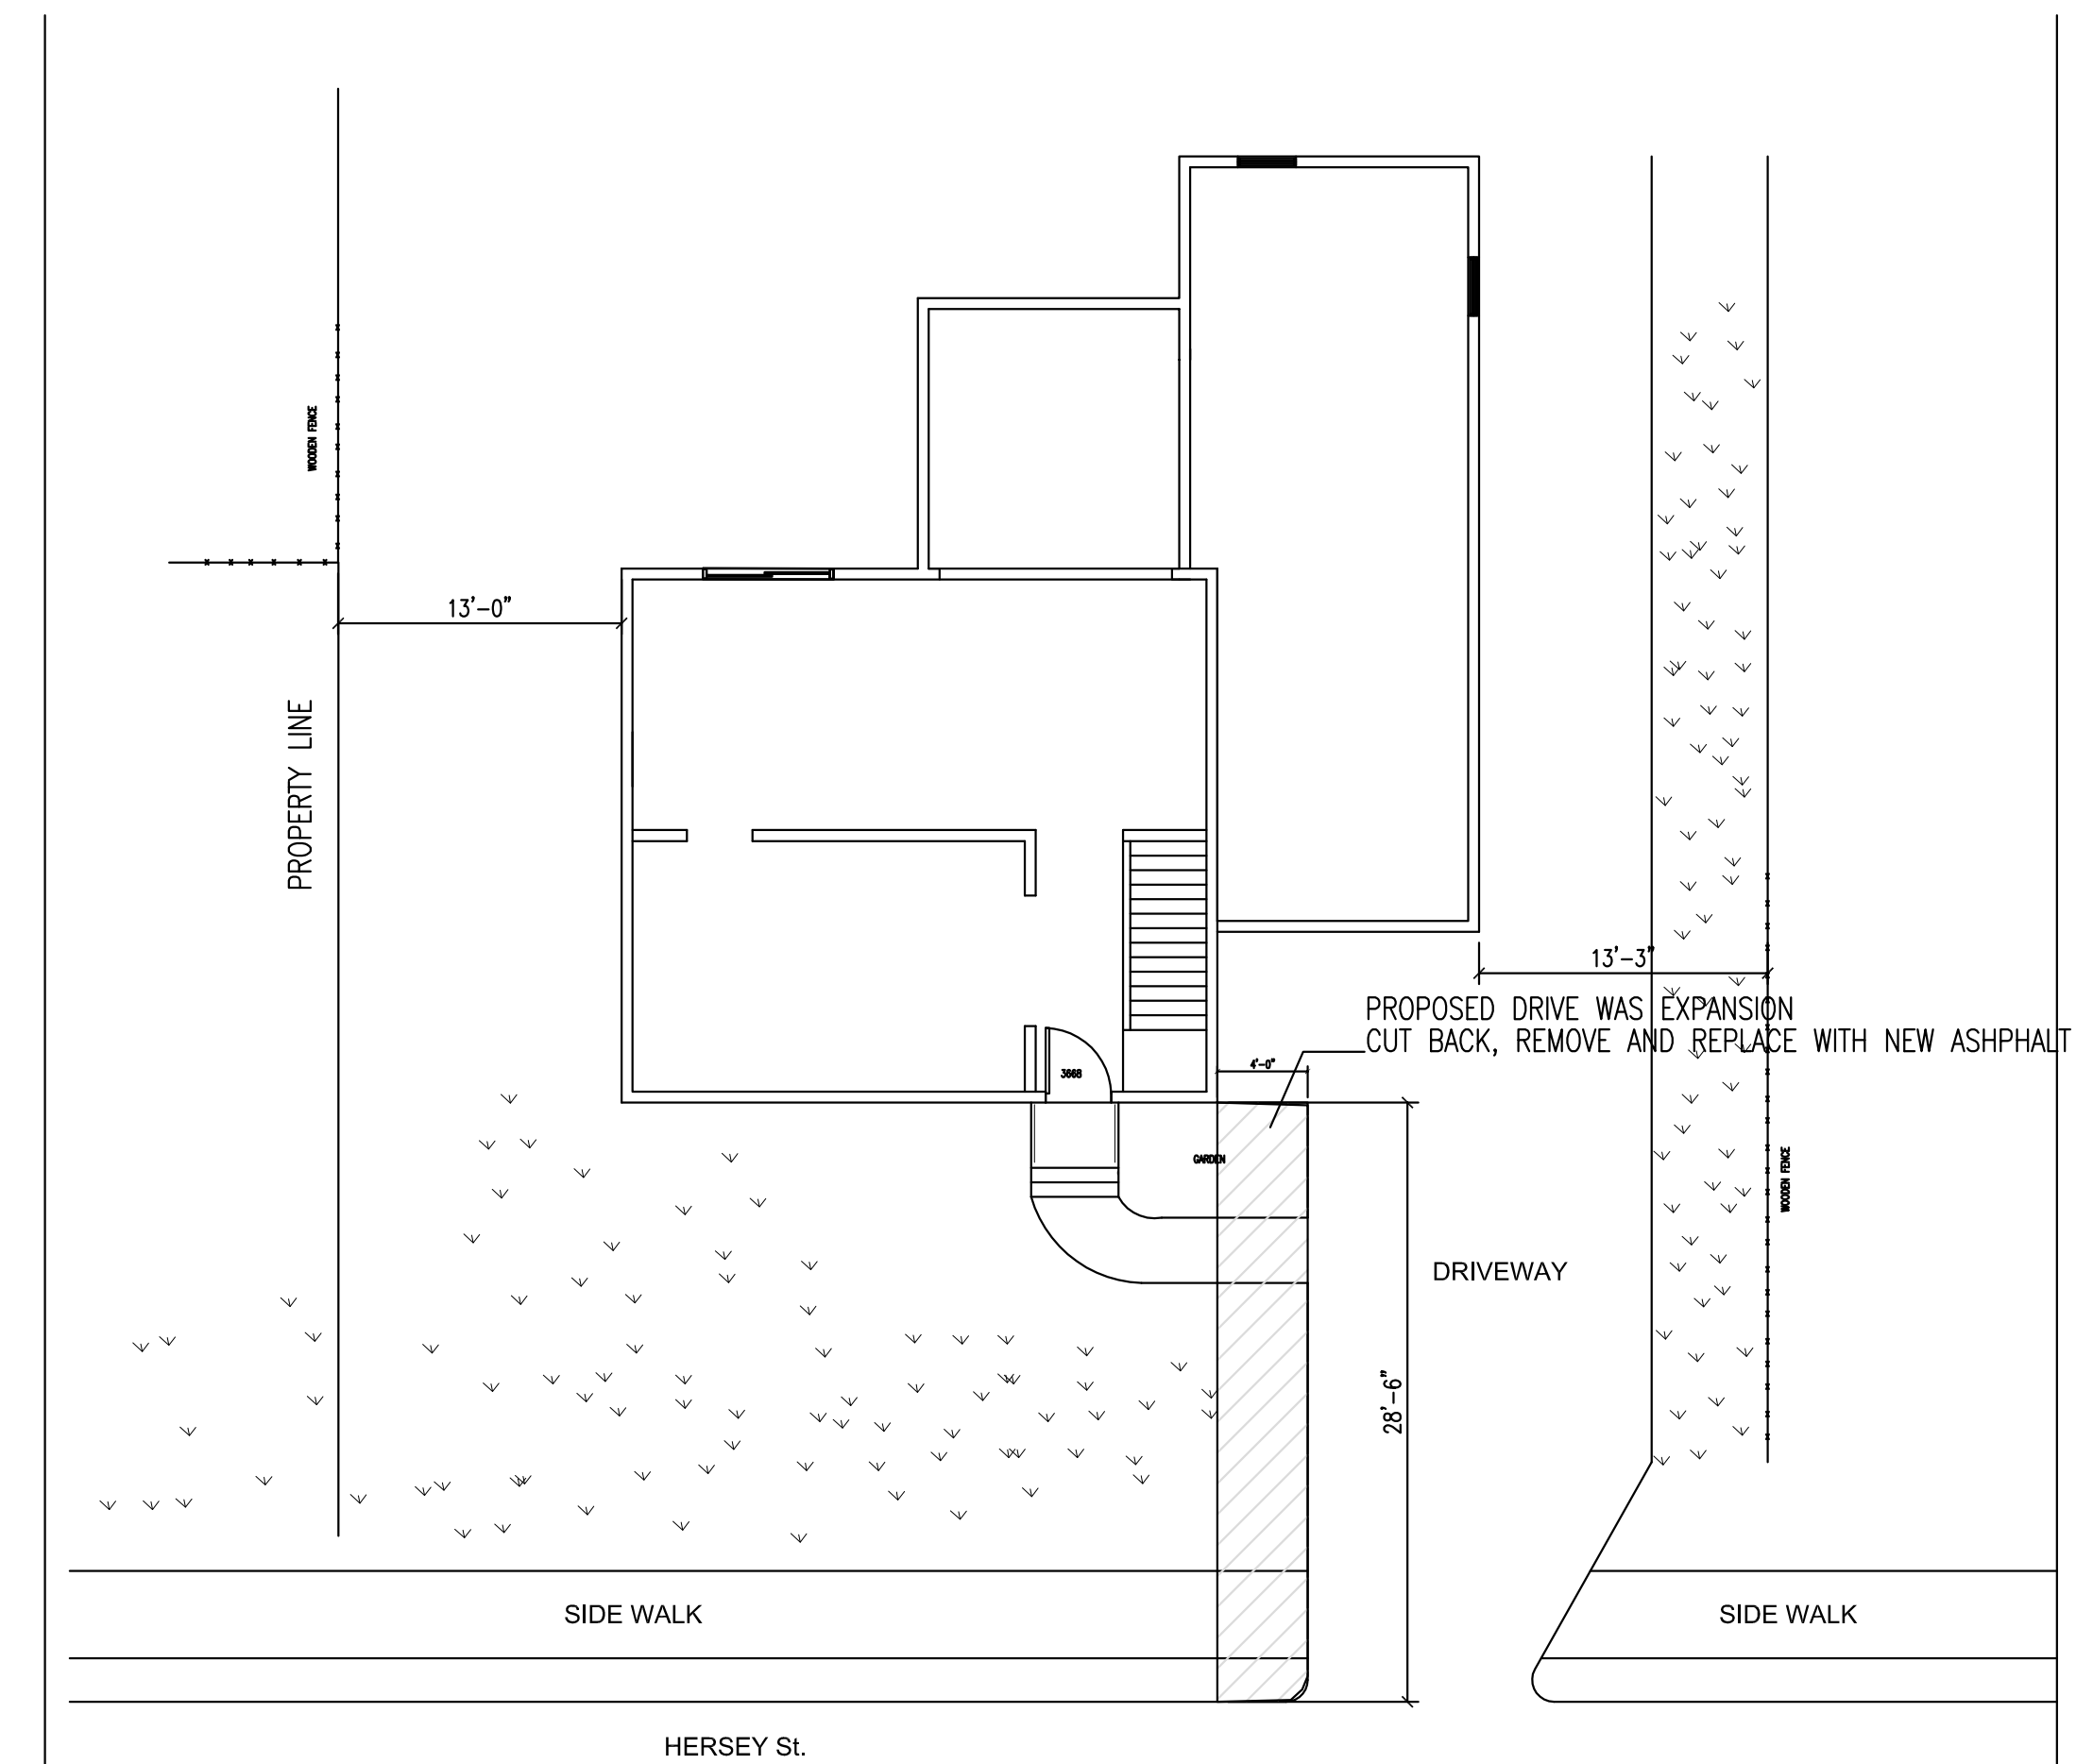 WOODEN FENCE
13'-0"
PROPERTY LINE
13'-3"
PROPOSED DRIVE WAS EXPANSION
CUT BACK, REMOVE AND REPLACE WITH NEW ASHPHALT
4'-0"
3668
GARDEN
WOODEN FENCE
DRIVEWAY
28'-6"
SIDE WALK
SIDE WALK
HERSEY St.